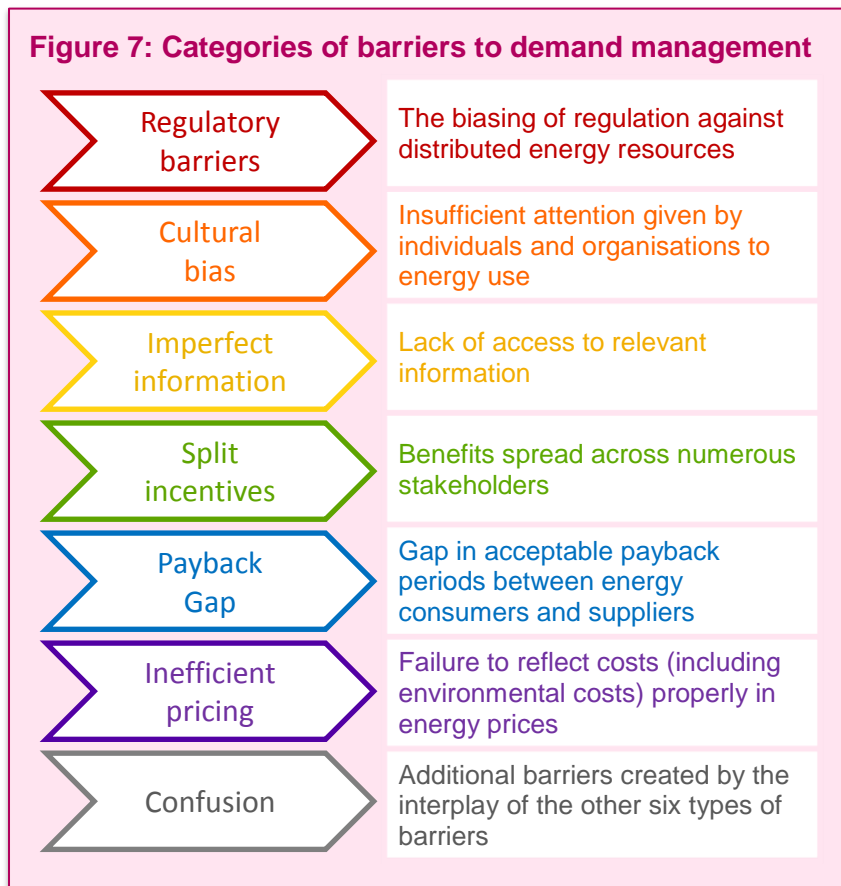 Figure 7: Categories of barriers to demand management
Regulatory
barriers
The biasing of regulation against
distributed energy resources
Cultural
bias
Insufficient attention given by
individuals and organisations to
energy use
Imperfect
information
Lack of access to relevant
information
Split
incentives
Benefits spread across numerous
stakeholders
Payback
Gap
Gap in acceptable payback
periods between energy
consumers and suppliers
Inefficient
pricing
Failure to reflect costs (including
environmental costs) properly in
energy prices
Confusion
Additional barriers created by the
interplay of the other six types of
barriers